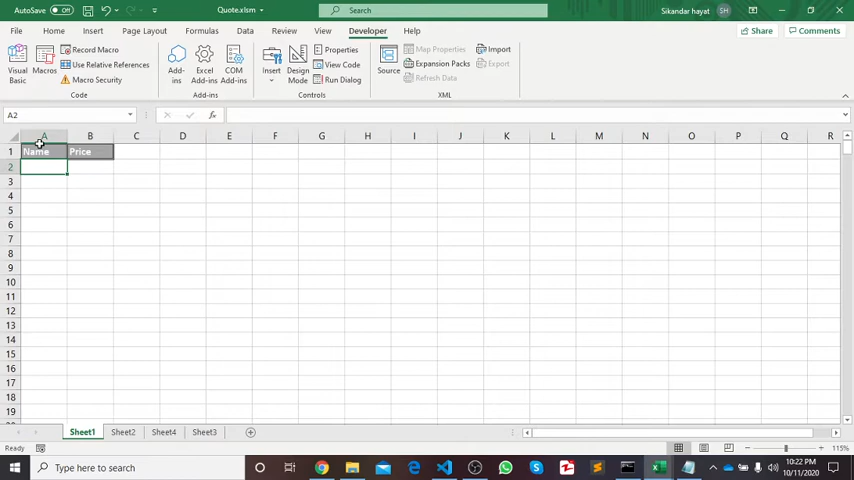 AutoSave Off Quote.xlsm Search Sikandar hayat SH
File Home Insert Page Layout Formulas Data Review View Developer Help Share Comments
Visual Basic
Macros
Record Macro
Use Relative References
Macro Security
Code
Add-ins
Excel Add-ins
COM Add-ins
Add-ins
Insert
Design Mode
Properties
View Code
Run Dialog
Controls
Source
Map Properties
Expansion Packs
Refresh Data
Import
Export
XML
A2 fx
A B C D E F G H I J K L M N O P Q R
1 Name Price
2
3
4
5
6
7
8
9
10
11
12
13
14
15
16
17
18
19
Sheet1 Sheet2 Sheet4 Sheet3
Ready 115%
Type here to search
10:22 PM
10/11/2020